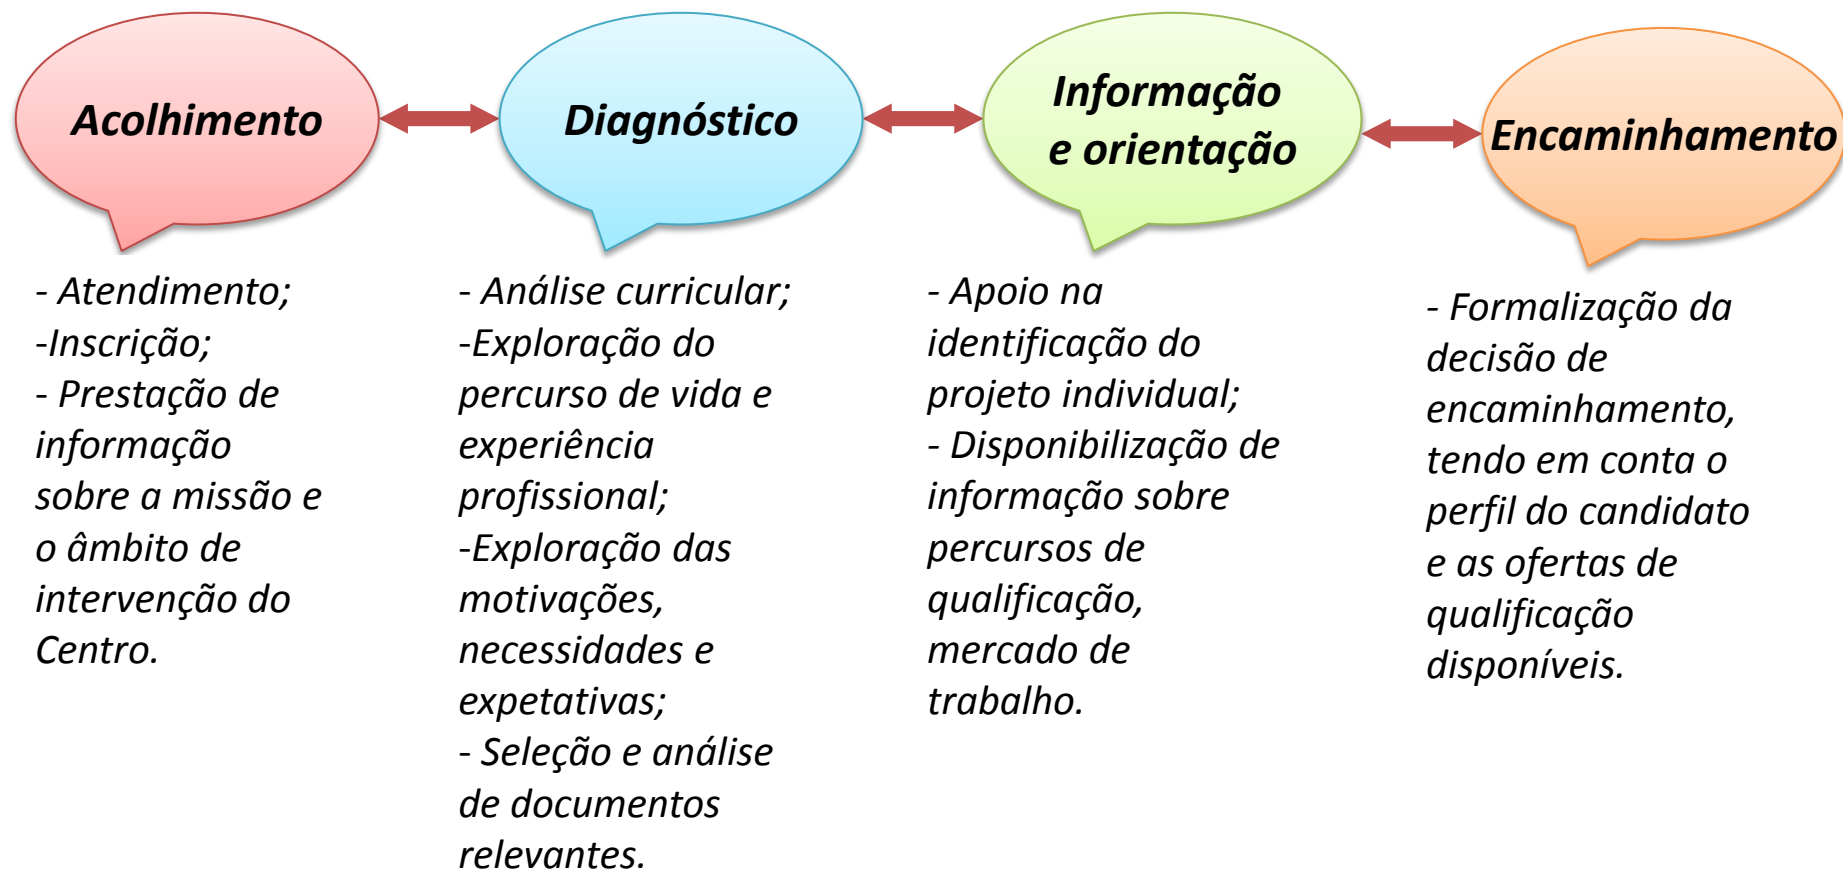 Acolhimento
- Atendimento;
-Inscrição;
- Prestação de
informação
sobre a missão e
o âmbito de
intervenção do
Centro.
Diagnóstico
- Análise curricular;
-Exploração do
percurso de vida e
experiência
profissional;
-Exploração das
motivações,
necessidades e
expetativas;
- Seleção e análise
de documentos
relevantes.
Informação
e orientação
- Apoio na
identificação do
projeto individual;
- Disponibilização de
informação sobre
percursos de
qualificação,
mercado de
trabalho.
Encaminhamento
- Formalização da
decisão de
encaminhamento,
tendo em conta o
perfil do candidato
e as ofertas de
qualificação
disponíveis.